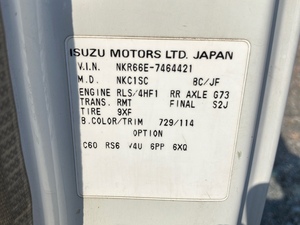 ISUZU MOTORS LTD. JAPAN
V.I.N. NKR66E-7464421
M.D. NKC1SC 8C/JF
ENGINE RLS/4HF1 RR AXLE G73
TRANS. RMT FINAL S2J
TIRE 9XF
B.COLOR/TRIM 729/114
OPTION
C60 RS6 V4U 6PP 6XQ